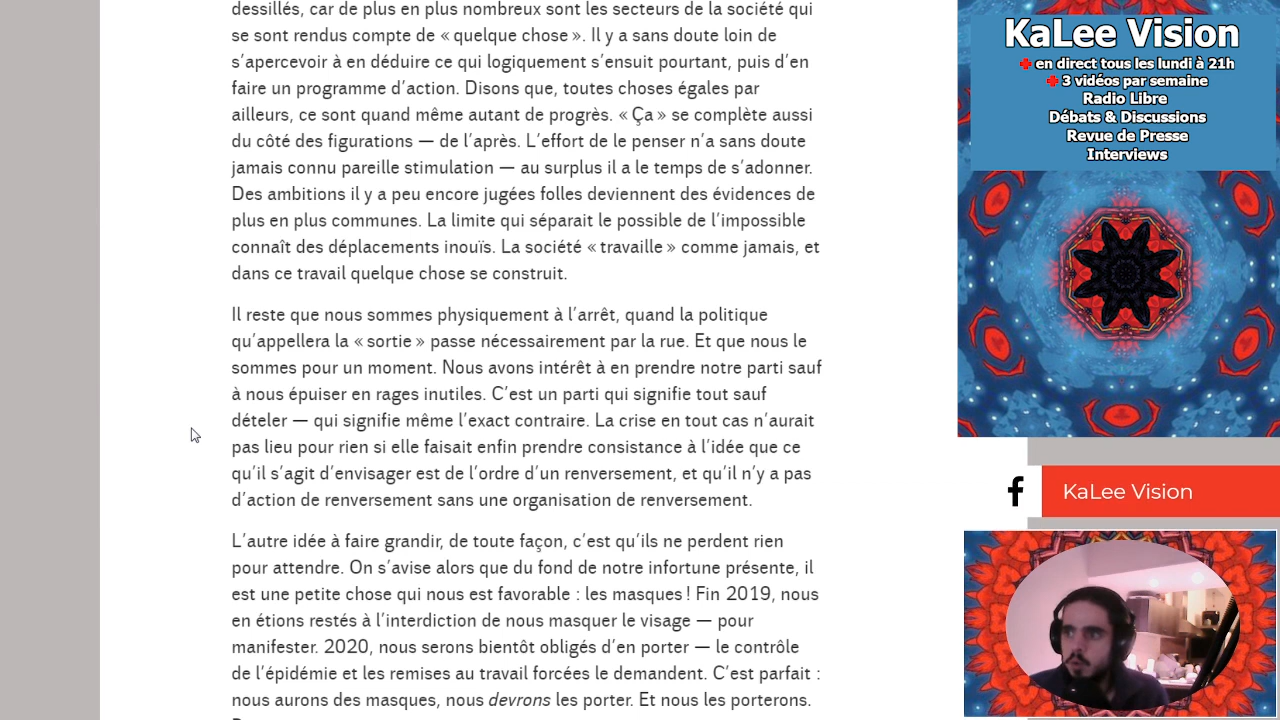 dessillés, car de plus en plus nombreux sont les secteurs de la société qui
se sont rendus compte de « quelque chose ». Il y a sans doute loin de
s’apercevoir à en déduire ce qui logiquement s’ensuit pourtant, puis d’en
faire un programme d’action. Disons que, toutes choses égales par
ailleurs, ce sont quand même autant de progrès. « Ça » se complète aussi
du côté des figurations — de l’après. L’effort de le penser n’a sans doute
jamais connu pareille stimulation — au surplus il a le temps de s’adonner.
Des ambitions il y a peu encore jugées folles deviennent des évidences de
plus en plus communes. La limite qui séparait le possible de l’impossible
connaît des déplacements inouïs. La société « travaille » comme jamais, et
dans ce travail quelque chose se construit.
Il reste que nous sommes physiquement à l’arrêt, quand la politique
qu’appellera la « sortie » passe nécessairement par la rue. Et que nous le
sommes pour un moment. Nous avons intérêt à en prendre notre parti sauf
à nous épuiser en rages inutiles. C’est un parti qui signifie tout sauf
dételer — qui signifie même l’exact contraire. La crise en tout cas n’aurait
pas lieu pour rien si elle faisait enfin prendre consistance à l’idée que ce
qu’il s’agit d’envisager est de l’ordre d’un renversement, et qu’il n’y a pas
d’action de renversement sans une organisation de renversement.
L’autre idée à faire grandir, de toute façon, c’est qu’ils ne perdent rien
pour attendre. On s’avise alors que du fond de notre infortune présente, il
est une petite chose qui nous est favorable : les masques ! Fin 2019, nous
en étions restés à l’interdiction de nous masquer le visage — pour
manifester. 2020, nous serons bientôt obligés d’en porter — le contrôle
de l’épidémie et les remises au travail forcées le demandent. C’est parfait :
nous aurons des masques, nous devrons les porter. Et nous les porterons.
KaLee Vision
en direct tous les lundi à 21h
3 vidéos par semaine
Radio Libre
Débats & Discussions
Revue de Presse
Interviews
KaLee Vision